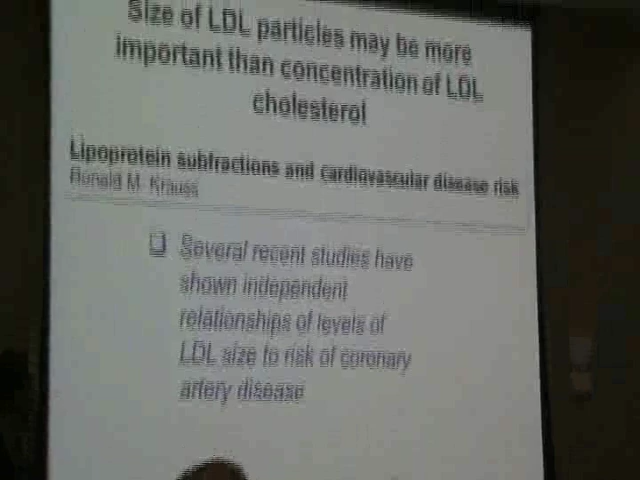 Size of LDL particles may be more
important than concentration of LDL
cholesterol
Lipoprotein subfractions and cardiovascular disease risk
Ronald M. Krauss
Several recent studies have
shown independent
relationships of levels of
LDL size to risk of coronary
artery disease